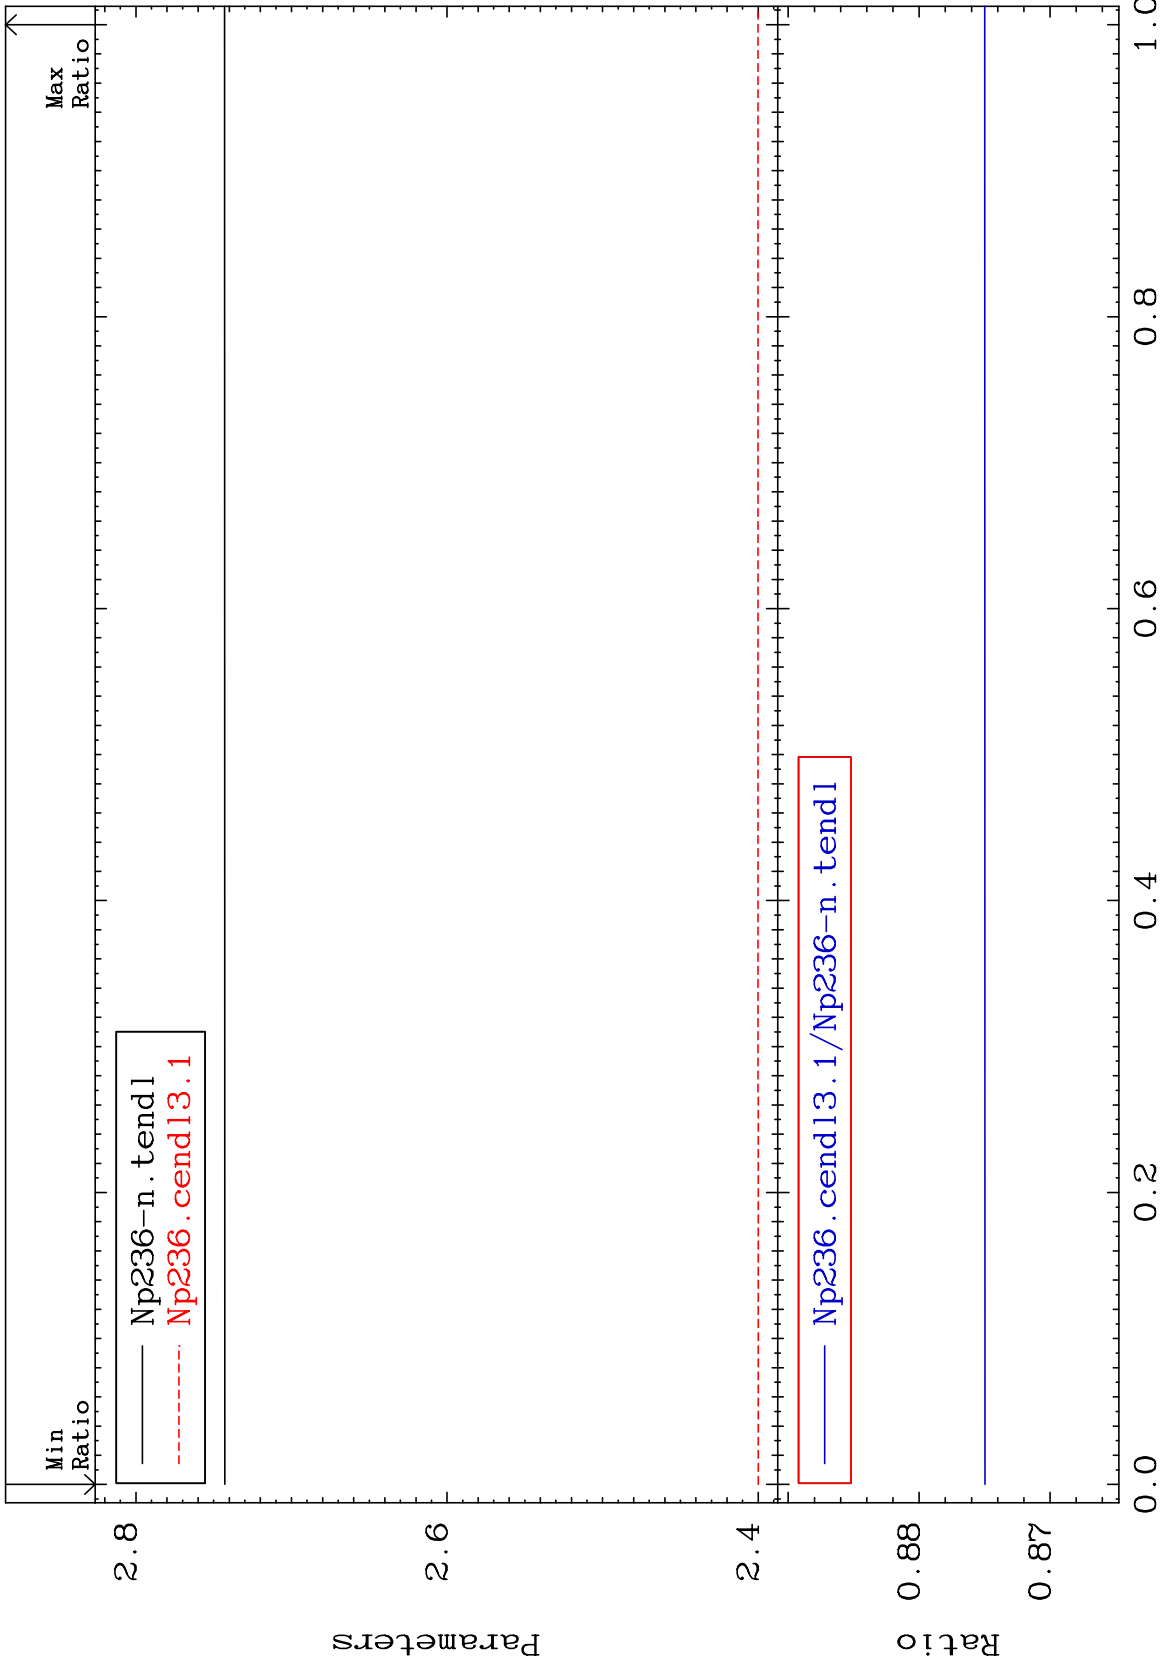 Min
Ratio
Max
Ratio
Np236-n.tendl
Np236.cendl3.1
2.8
2.6
2.4
Parameters
Np236.cendl3.1/Np236-n.tendl
0.88
0.87
Ratio
0.0
0.2
0.4
0.6
0.8
1.0